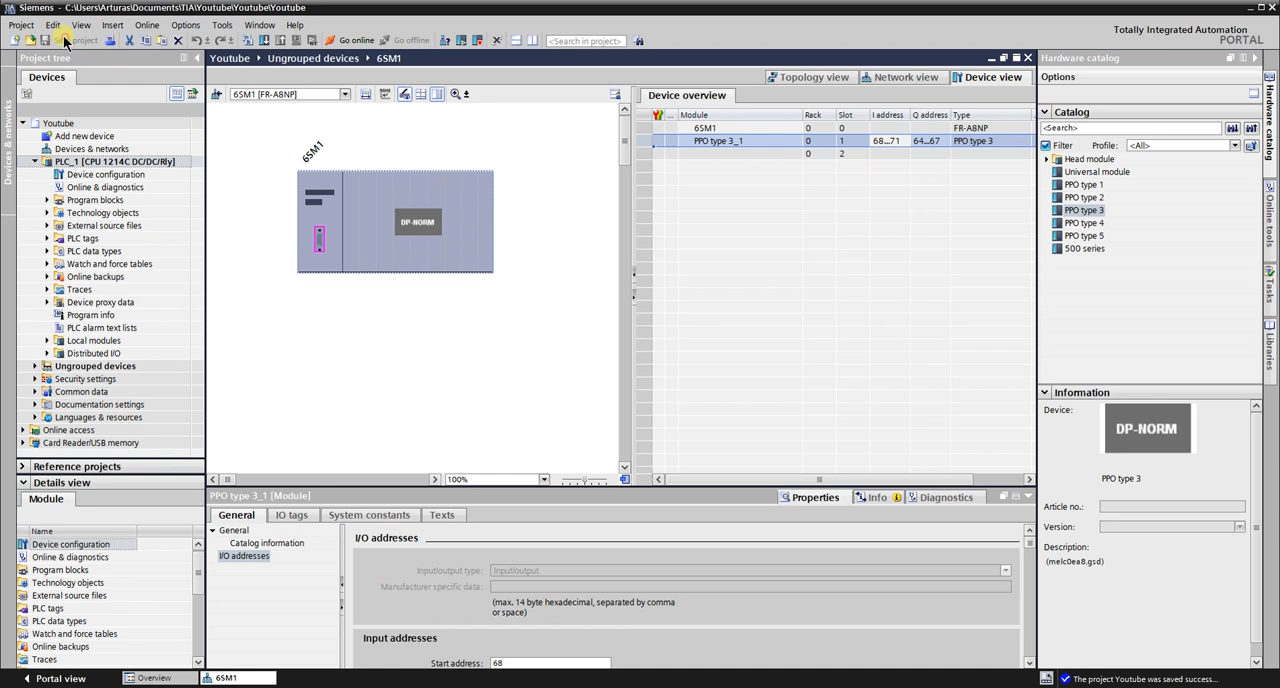 Siemens - C:\Users\Arturas\Documents\TIA\Youtube\Youtube\Youtube
Project Edit View Insert Online Options Tools Window Help
Totally Integrated Automation
PORTAL
Go online Go offline <Search in project>
Project tree
Youtube Ungrouped devices 6SM1
Hardware catalog
Devices
Topology view Network view Device view
Options
6SM1 [FR-A8NP]
Device overview
Module Rack Slot I address Q address Type
6SM1 0 0 FR-A8NP
PPO type 3_1 0 1 68...71 64...67 PPO type 3
0 2
Youtube
Add new device
Devices & networks
PLC_1 [CPU 1214C DC/DC/Rly]
Device configuration
Online & diagnostics
Program blocks
Technology objects
External source files
PLC tags
PLC data types
Watch and force tables
Online backups
Traces
Device proxy data
Program info
PLC alarm text lists
Local modules
Distributed I/O
Ungrouped devices
Security settings
Common data
Documentation settings
Languages & resources
Online access
Card Reader/USB memory
Reference projects
Details view
Module
Name
Device configuration
Online & diagnostics
Program blocks
Technology objects
External source files
PLC tags
PLC data types
Watch and force tables
Online backups
Traces
Devices & networks
6SM1
DP-NORM
100%
PPO type 3_1 [Module]
Properties Info Diagnostics
General IO tags System constants Texts
General
Catalog information
I/O addresses
I/O addresses
Input/output type: Input/output
Manufacturer specific data:
(max. 14 byte hexadecimal, separated by comma
or space)
Input addresses
Start address: 68
Catalog
<Search>
Filter Profile: <All>
Head module
Universal module
PPO type 1
PPO type 2
PPO type 3
PPO type 4
PPO type 5
500 series
Information
Device:
DP-NORM
PPO type 3
Article no.:
Version:
Description:
(melc0ea8.gsd)
Hardware catalog
Online tools
Tasks
Libraries
Portal view Overview 6SM1
The project Youtube was saved success...